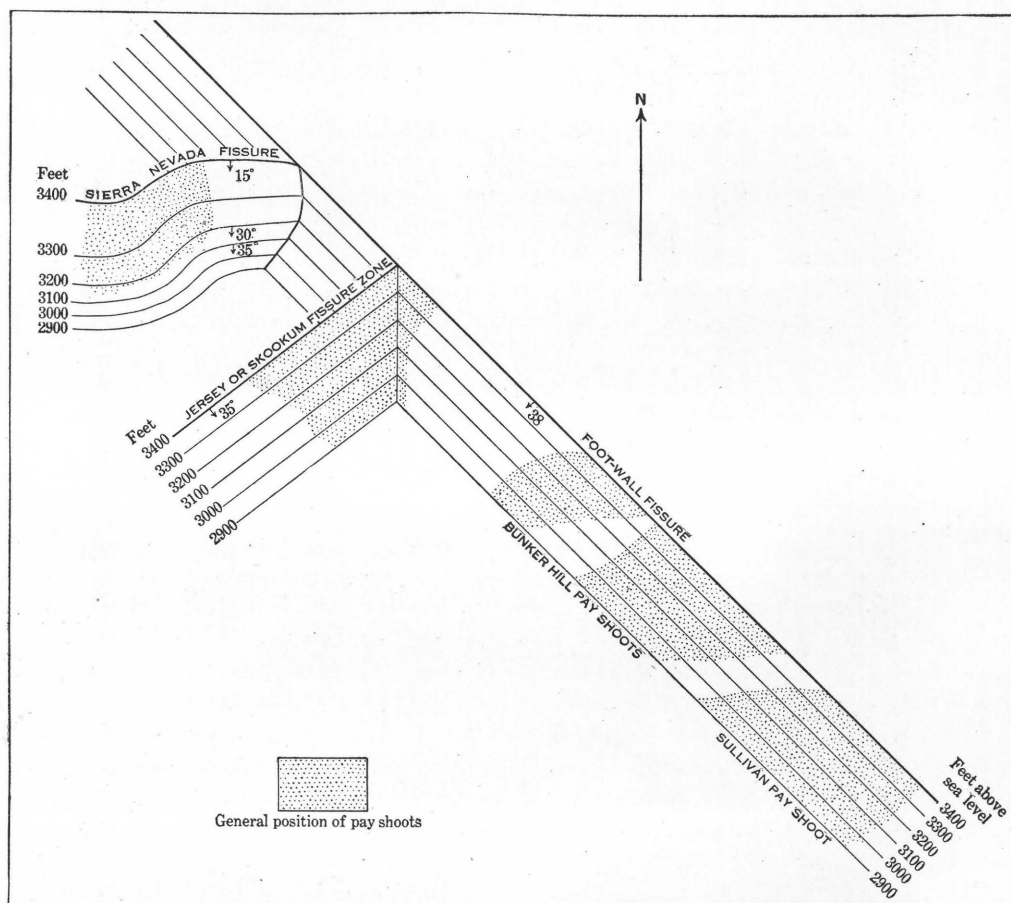 N
SIERRA NEVADA FISSURE
15°
Feet
3400
30°
35°
3300
3200
3100
3000
2900
JERSEY OR SKOOKUM FISSURE ZONE
35°
Feet
3400
3300
3200
3100
3000
2900
38
FOOT-WALL FISSURE
BUNKER HILL PAY SHOOTS
SULLIVAN PAY SHOOT
Feet above
sea level
3400
3300
3200
3100
3000
2900
General position of pay shoots